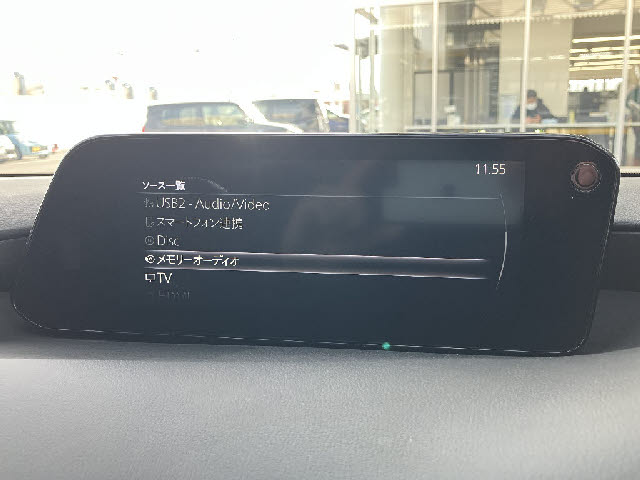 11:55
ソース一覧
USB2 - Audio/Video
スマートフォン連携
Disc
メモリーオーディオ
TV